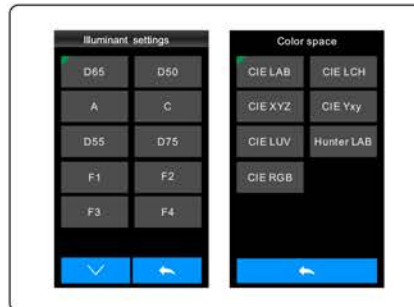 Illuminant settings
D65 D50
A C
D55 D75
F1 F2
F3 F4
Color space
CIE LAB CIE LCH
CIE XYZ CIE Yxy
CIE LUV Hunter LAB
CIE RGB